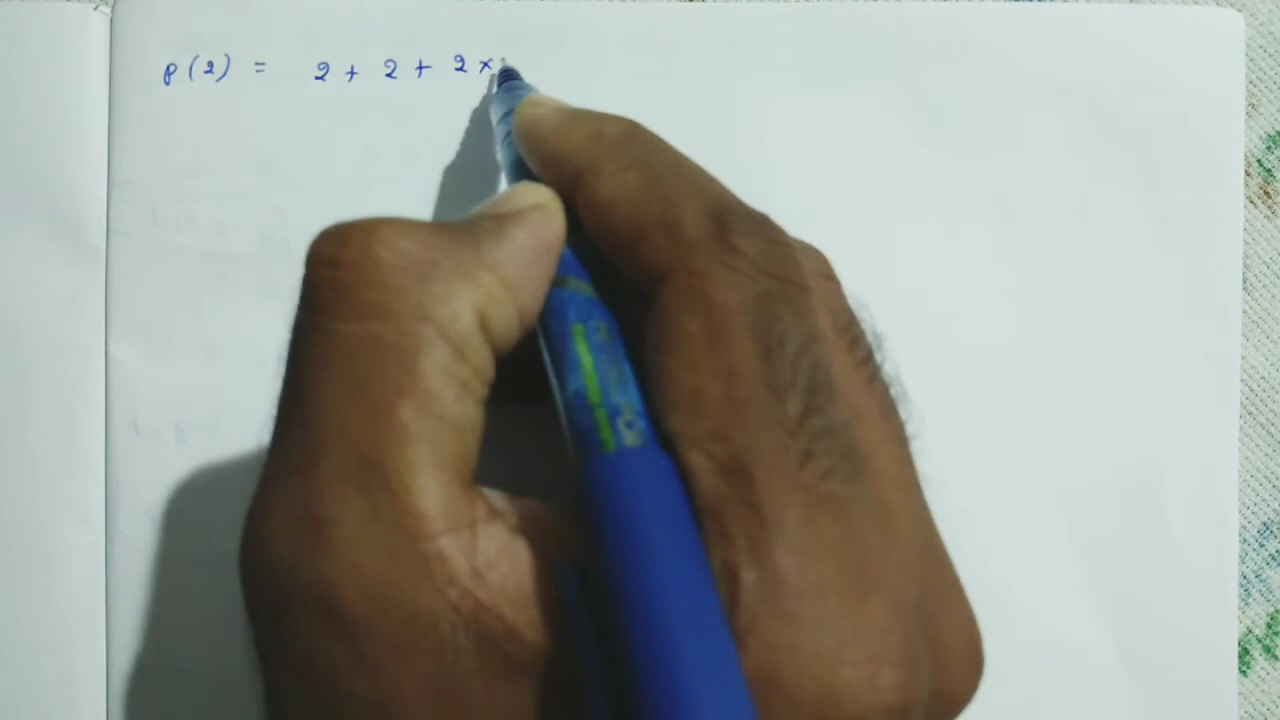 p(2) = 2 + 2 + 2 ×